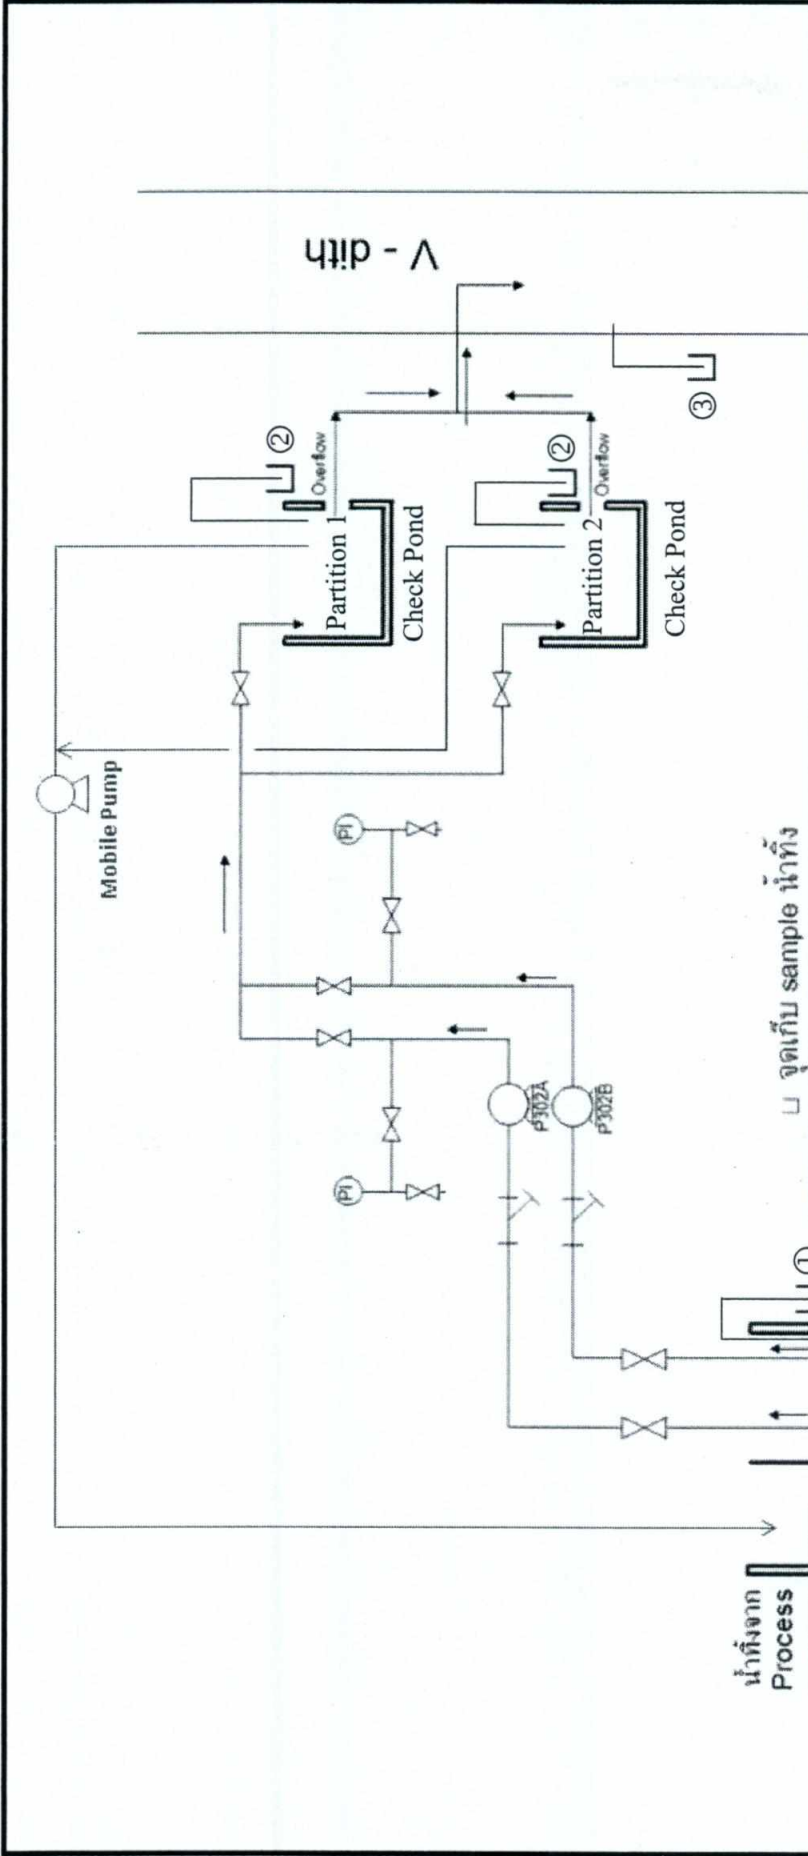 V - dith
②
Overflow
Partition 1
Check Pond
②
Overflow
Partition 2
Check Pond
③
Mobile Pump
PI
PI
P302A
P302B
จุดเก็บ sample น้ำทิ้ง
①
น้ำทิ้งจาก
Process